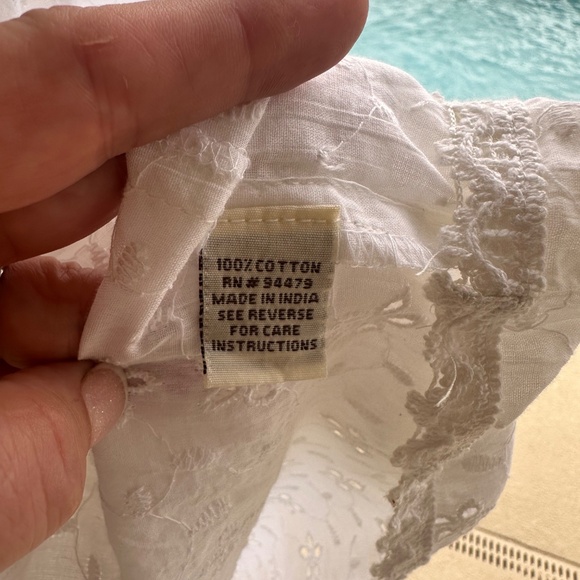 100% COTTON
RN # 94479
MADE IN INDIA
SEE REVERSE
FOR CARE
INSTRUCTIONS